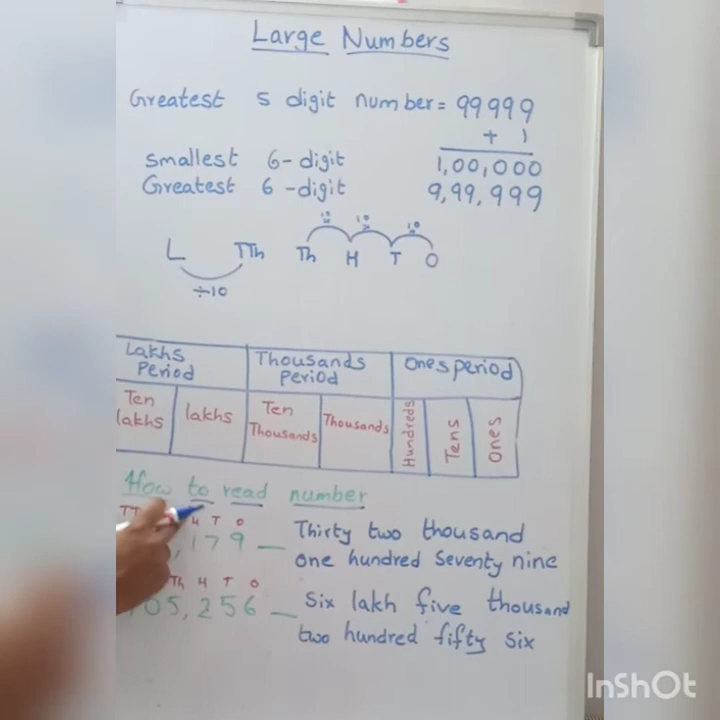 Large Numbers
Greatest 5 digit number = 99999
+ 1
smallest 6-digit 1,00,000
Greatest 6-digit 9,99,999
10 10 10
L TTh Th H T O
÷10
Lakhs Period Thousands Period Ones period
Ten lakhs lakhs Ten Thousands Thousands Hundreds Tens Ones
How to read number
H T O
,179 — Thirty two thousand
one hundred seventy nine
Th H T O
05,256 — Six lakh five thousand
two hundred fifty six
InShOt